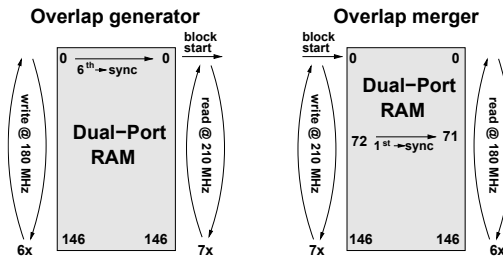 Overlap generator
block
start
0
0
6th→sync
write @ 180 MHz
Dual−Port
RAM
read @ 210 MHz
146
146
6x
7x
Overlap merger
block
start
0
0
Dual−Port
RAM
write @ 210 MHz
72
71
1st→sync
read @ 180 MHz
146
146
7x
6x